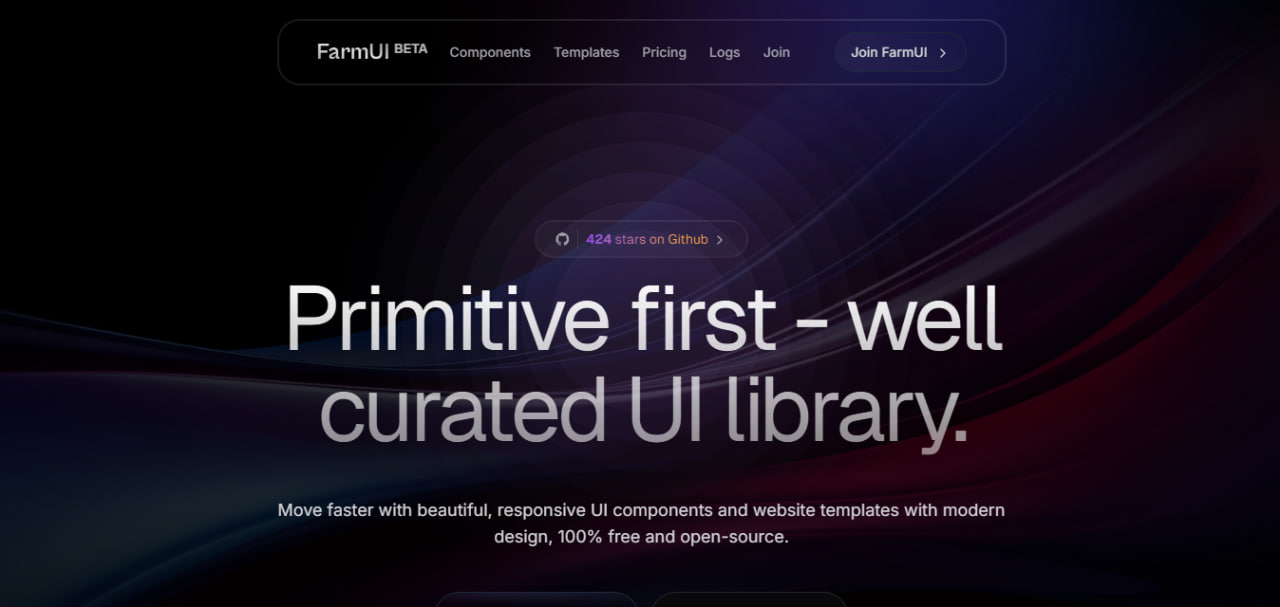 FarmUI BETA Components Templates Pricing Logs Join Join FarmUI
424 stars on Github
Primitive first - well
curated UI library.
Move faster with beautiful, responsive UI components and website templates with modern
design, 100% free and open-source.